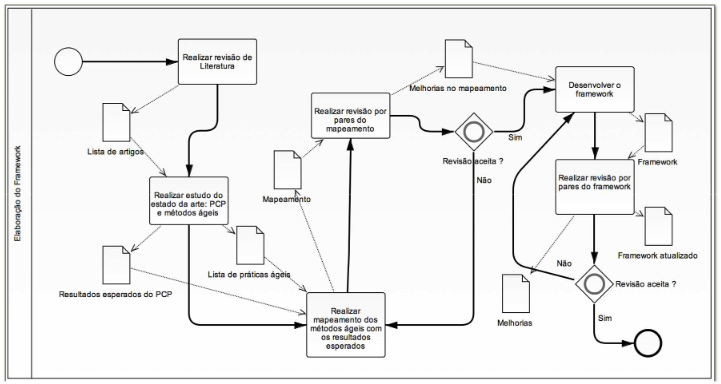 Elaboração do Framework
Realizar revisão de
Literatura
Lista de artigos
Realizar estudo do
estado da arte: PCP
e métodos ágeis
Resultados esperados do PCP
Lista de práticas ágeis
Realizar
mapeamento dos
métodos ágeis com
os resultados
esperados
Mapeamento
Realizar revisão por
pares do
mapeamento
Melhorias no mapeamento
Revisão aceita ?
Sim
Não
Desenvolver o
framework
Framework
Realizar revisão por
pares do framework
Framework atualizado
Melhorias
Não
Revisão aceita ?
Sim